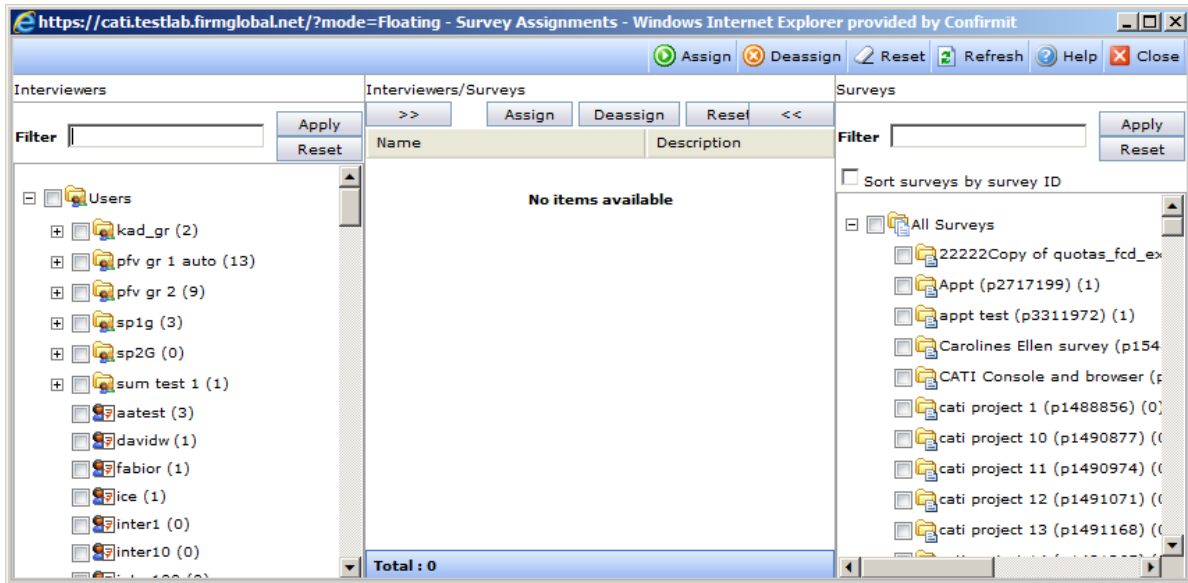 https://cati.testlab.firmglobal.net/?mode=Floating - Survey Assignments - Windows Internet Explorer provided by Confirmit
Assign Deassign Reset Refresh Help Close
Interviewers
Filter
Apply
Reset
Users
kad_gr (2)
pfv gr 1 auto (13)
pfv gr 2 (9)
sp1g (3)
sp2G (0)
sum test 1 (1)
aatest (3)
davidw (1)
fabior (1)
ice (1)
inter1 (0)
inter10 (0)
Interviewers/Surveys
>> Assign Deassign Reset <<
Name Description
No items available
Total : 0
Surveys
Filter
Apply
Reset
Sort surveys by survey ID
All Surveys
22222Copy of quotas_fcd_ex
Appt (p2717199) (1)
appt test (p3311972) (1)
Carolines Ellen survey (p154
CATI Console and browser (p
cati project 1 (p1488856) (0)
cati project 10 (p1490877) (0
cati project 11 (p1490974) (0
cati project 12 (p1491071) (0
cati project 13 (p1491168) (0